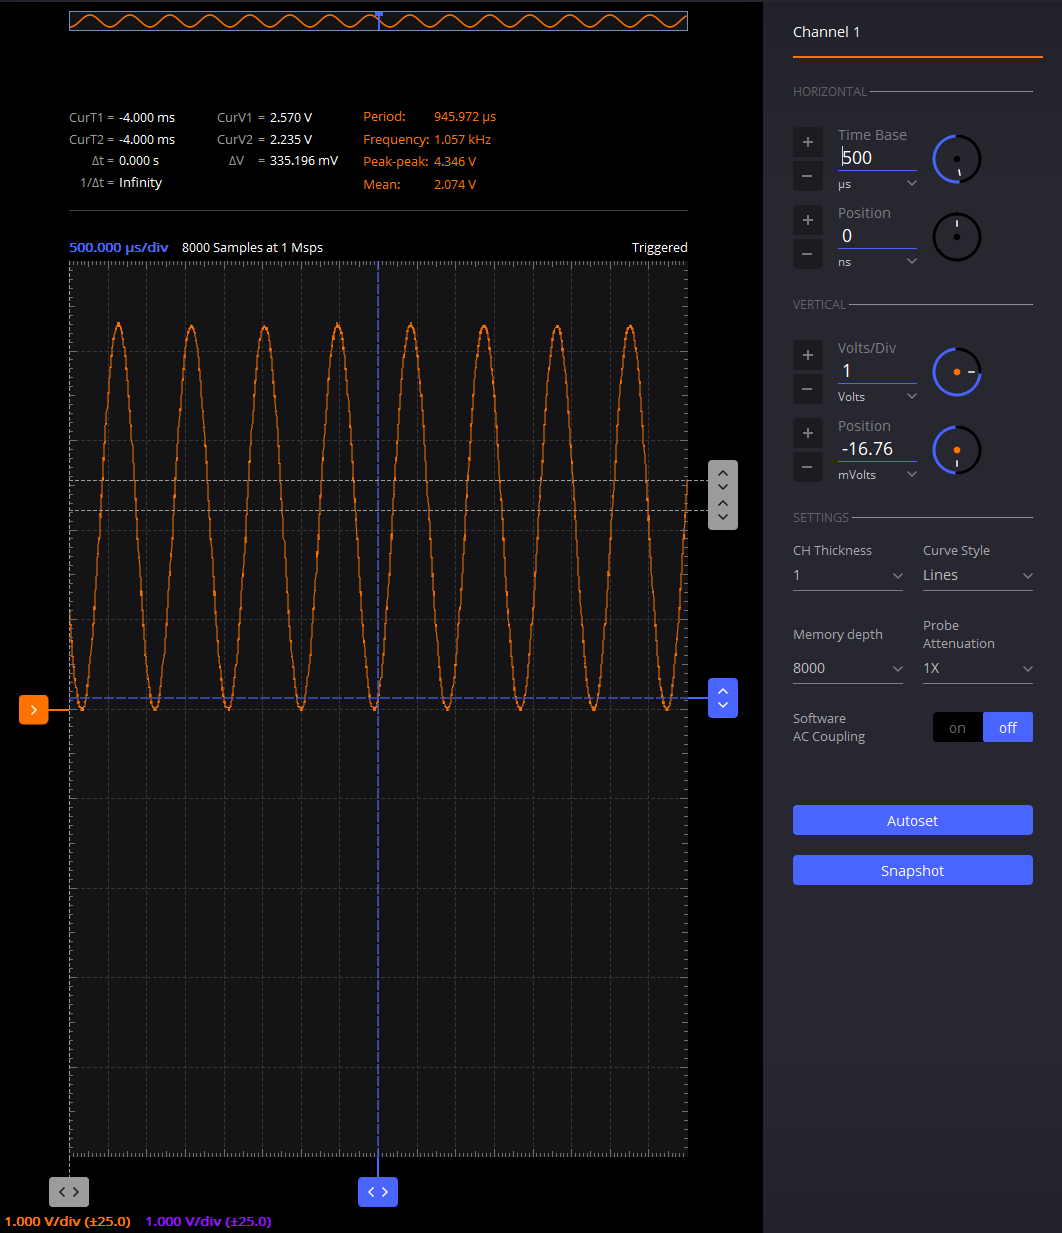 Channel 1
HORIZONTAL
CurT1 = -4.000 ms CurV1 = 2.570 V Period: 945.972 µs
CurT2 = -4.000 ms CurV2 = 2.235 V Frequency: 1.057 kHz
Δt = 0.000 s ΔV = 335.196 mV Peak-peak: 4.346 V
1/Δt = Infinity Mean: 2.074 V
500.000 µs/div 8000 Samples at 1 Msps Triggered
Time Base
500
µs
Position
0
ns
VERTICAL
Volts/Div
1
Volts
Position
-16.76
mVolts
SETTINGS
CH Thickness Curve Style
1 Lines
Memory depth Probe Attenuation
8000 1X
Software
AC Coupling
on off
Autoset
Snapshot
1.000 V/div (±25.0) 1.000 V/div (±25.0)